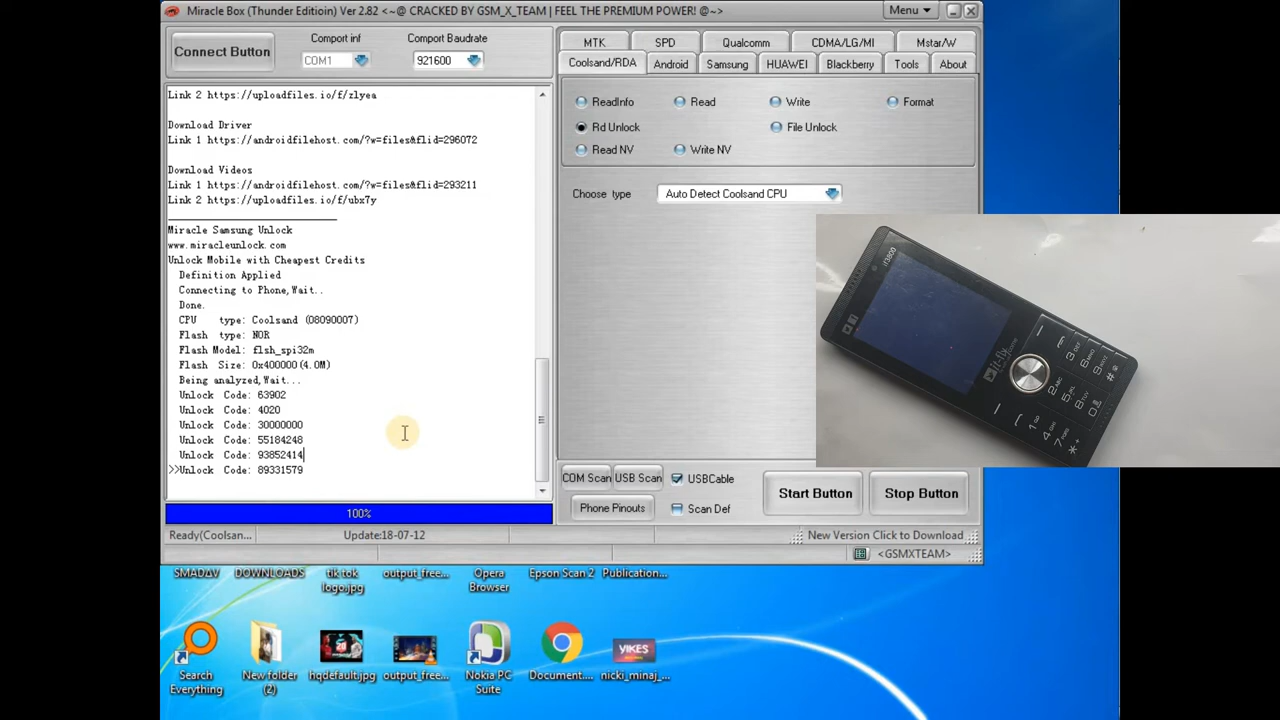 Miracle Box (Thunder Editioin) Ver 2.82 <~@ CRACKED BY GSM_X_TEAM | FEEL THE PREMIUM POWER! @~>
Menu
Connect Button
Comport inf
COM1
Comport Baudrate
921600
MTK
SPD
Qualcomm
CDMA/LG/MI
Mstar/W
Coolsand/RDA
Android
Samsung
HUAWEI
Blackberry
Tools
About
Link 2 https://uploadfiles.io/f/zlyea
Download Driver
Link 1 https://androidfilehost.com/?w=files&flid=296072
Download Videos
Link 1 https://androidfilehost.com/?w=files&flid=293211
Link 2 https://uploadfiles.io/f/ubx7y
Miracle Samsung Unlock
www.miracleunlock.com
Unlock Mobile with Cheapest Credits
Definition Applied
Connecting to Phone,Wait..
Done.
CPU type: Coolsand (08090007)
Flash type: NOR
Flash Model: flsh_spi32m
Flash Size: 0x400000(4.0M)
Being analyzed,Wait...
Unlock Code: 63902
Unlock Code: 4020
Unlock Code: 30000000
Unlock Code: 55184248
Unlock Code: 93852414
>>Unlock Code: 89331579
100%
ReadInfo
Read
Write
Format
Rd Unlock
File Unlock
Read NV
Write NV
Choose type
Auto Detect Coolsand CPU
it3800
it-fly
COM Scan
USB Scan
USBCable
Phone Pinouts
Scan Def
Start Button
Stop Button
Ready(Coolsan...
Update:18-07-12
New Version Click to Download
<GSMXTEAM>
SMADΔV
DOWNLOADS
tik tok
logo.jpg
output_free...
Opera
Browser
Epson Scan 2
Publication...
YIKES
Search
Everything
New folder
(2)
hqdefault.jpg
output_free...
Nokia PC
Suite
Document....
nicki_minaj_...